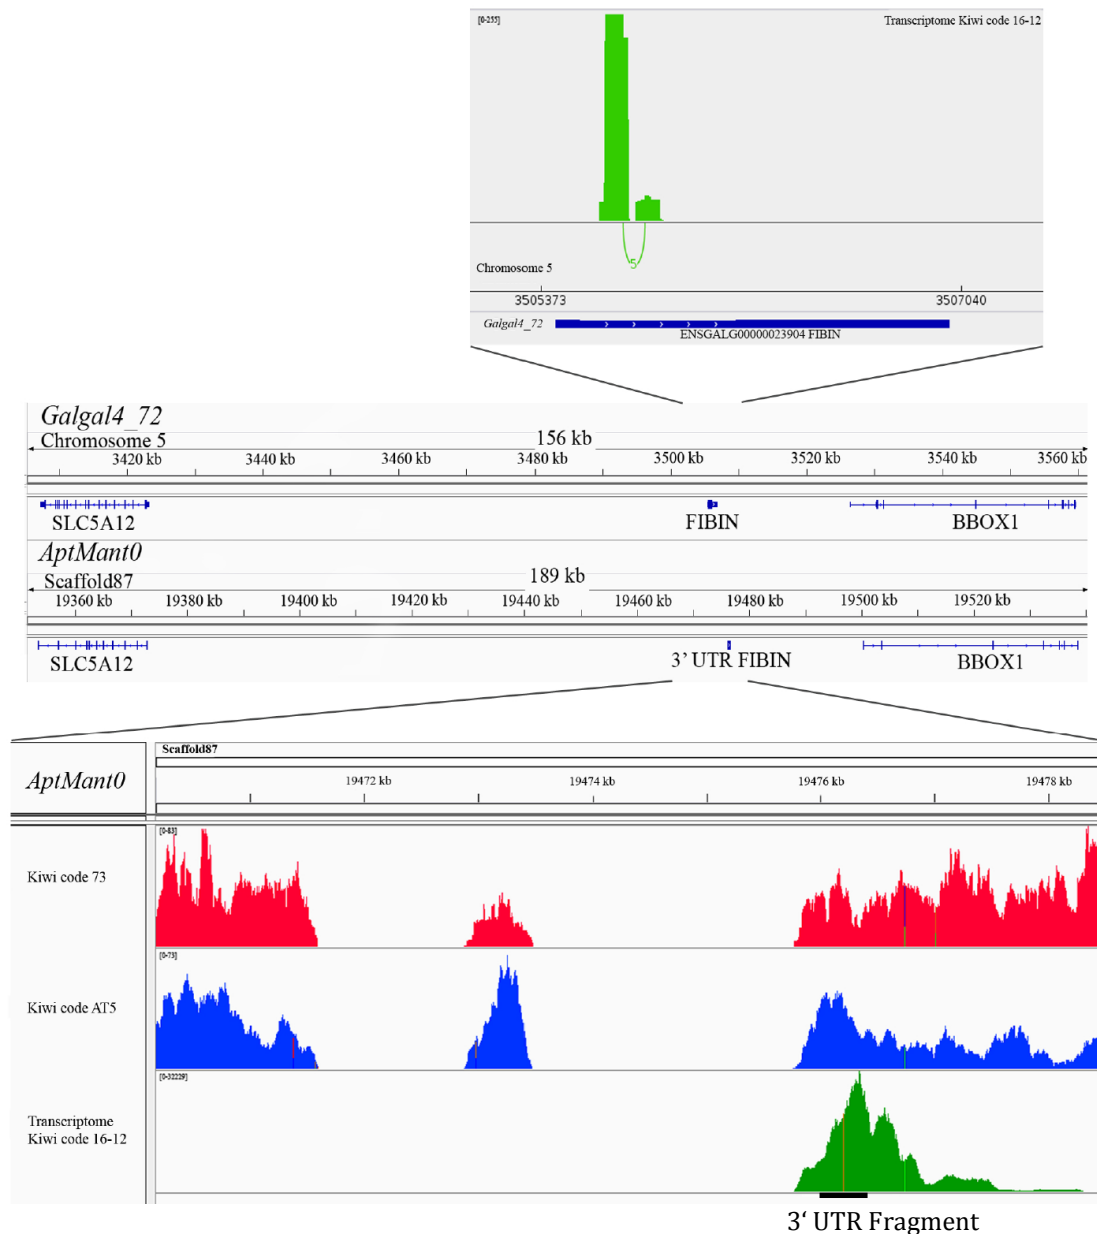 [0-255]
Transcriptome Kiwi code 16-12
5
Chromosome 5
3505373 3507040
Galgal4_72
ENSGALG00000023904 FIBIN
Galgal4_72
Chromosome 5
156 kb
3420 kb 3440 kb 3460 kb 3480 kb 3500 kb 3520 kb 3540 kb 3560 kb
SLC5A12 FIBIN BBOX1
AptMant0
Scaffold87
189 kb
19360 kb 19380 kb 19400 kb 19420 kb 19440 kb 19460 kb 19480 kb 19500 kb 19520 kb
SLC5A12 3’ UTR FIBIN BBOX1
Scaffold87
AptMant0
19472 kb 19474 kb 19476 kb 19478 kb
[0-83]
Kiwi code 73
[0-73]
Kiwi code AT5
[0-32229]
Transcriptome
Kiwi code 16-12
3‘ UTR Fragment